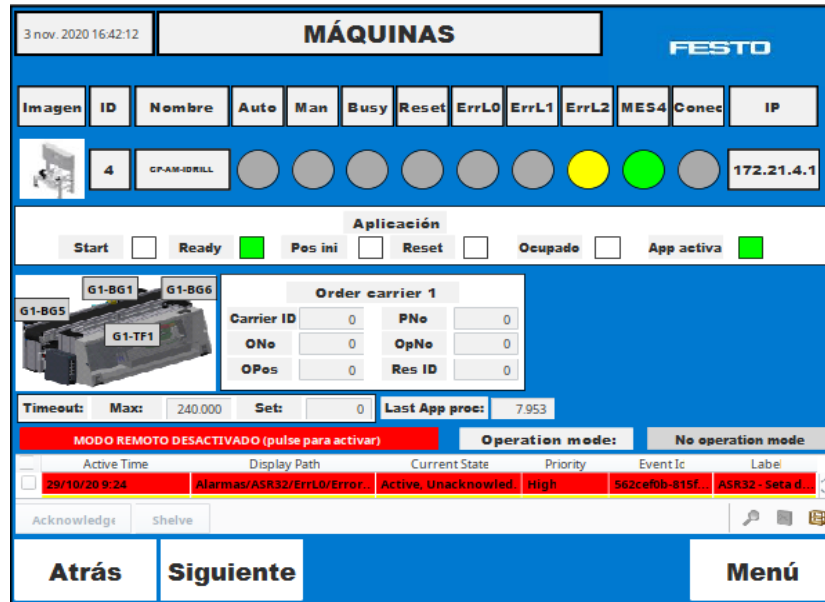 3 nov. 2020 16:42:12 MÁQUINAS FESTO
Imagen ID Nombre Auto Man Busy Reset ErrL0 ErrL1 ErrL2 MES4 Conec IP
4 CP-AM-IDRILL 172.21.4.1
Aplicación
Start Ready Pos ini Reset Ocupado App activa
G1-BG1 G1-BG6
G1-BG5
G1-TF1
Order carrier 1
Carrier ID 0 PNo 0
ONo 0 OpNo 0
OPos 0 Res ID 0
Timeout: Max: 240.000 Set: 0 Last App proc: 7.953
MODO REMOTO DESACTIVADO (pulse para activar) Operation mode: No operation mode
Active Time Display Path Current State Priority Event Ic Label
29/10/20 9:24 Alarmas/ASR32/ErrL0/Error... Active, Unacknowled. High 562cef0b-815f... ASR32 - Seta d...
Acknowledge Shelve
Atrás Siguiente Menú